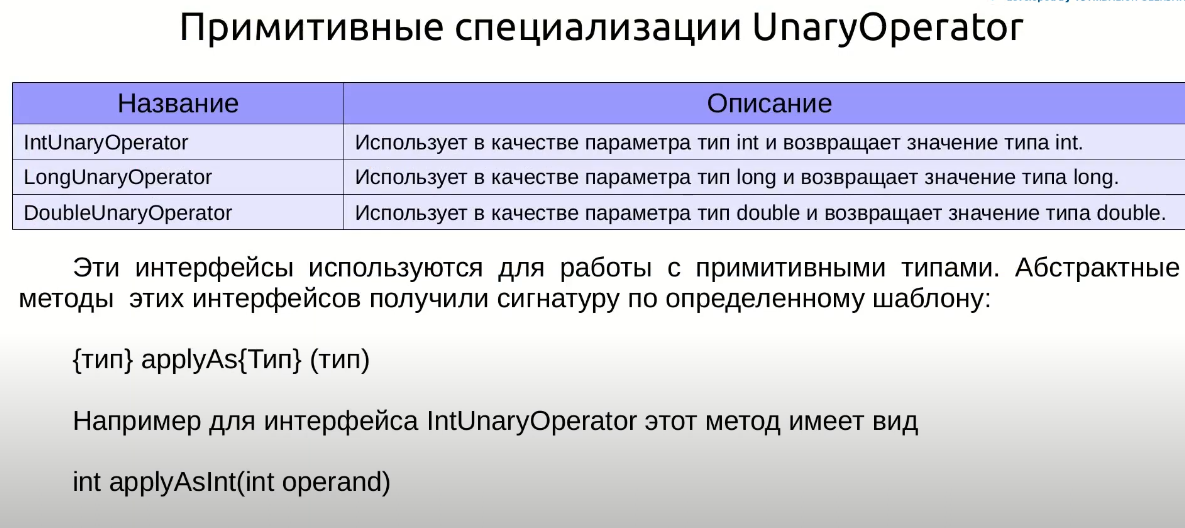 Примитивные специализации UnaryOperator
Название Описание
IntUnaryOperator Использует в качестве параметра тип int и возвращает значение типа int.
LongUnaryOperator Использует в качестве параметра тип long и возвращает значение типа long.
DoubleUnaryOperator Использует в качестве параметра тип double и возвращает значение типа double.
Эти интерфейсы используются для работы с примитивными типами. Абстрактные
методы этих интерфейсов получили сигнатуру по определенному шаблону:
{тип} applyAs{Тип} (тип)
Например для интерфейса IntUnaryOperator этот метод имеет вид
int applyAsInt(int operand)